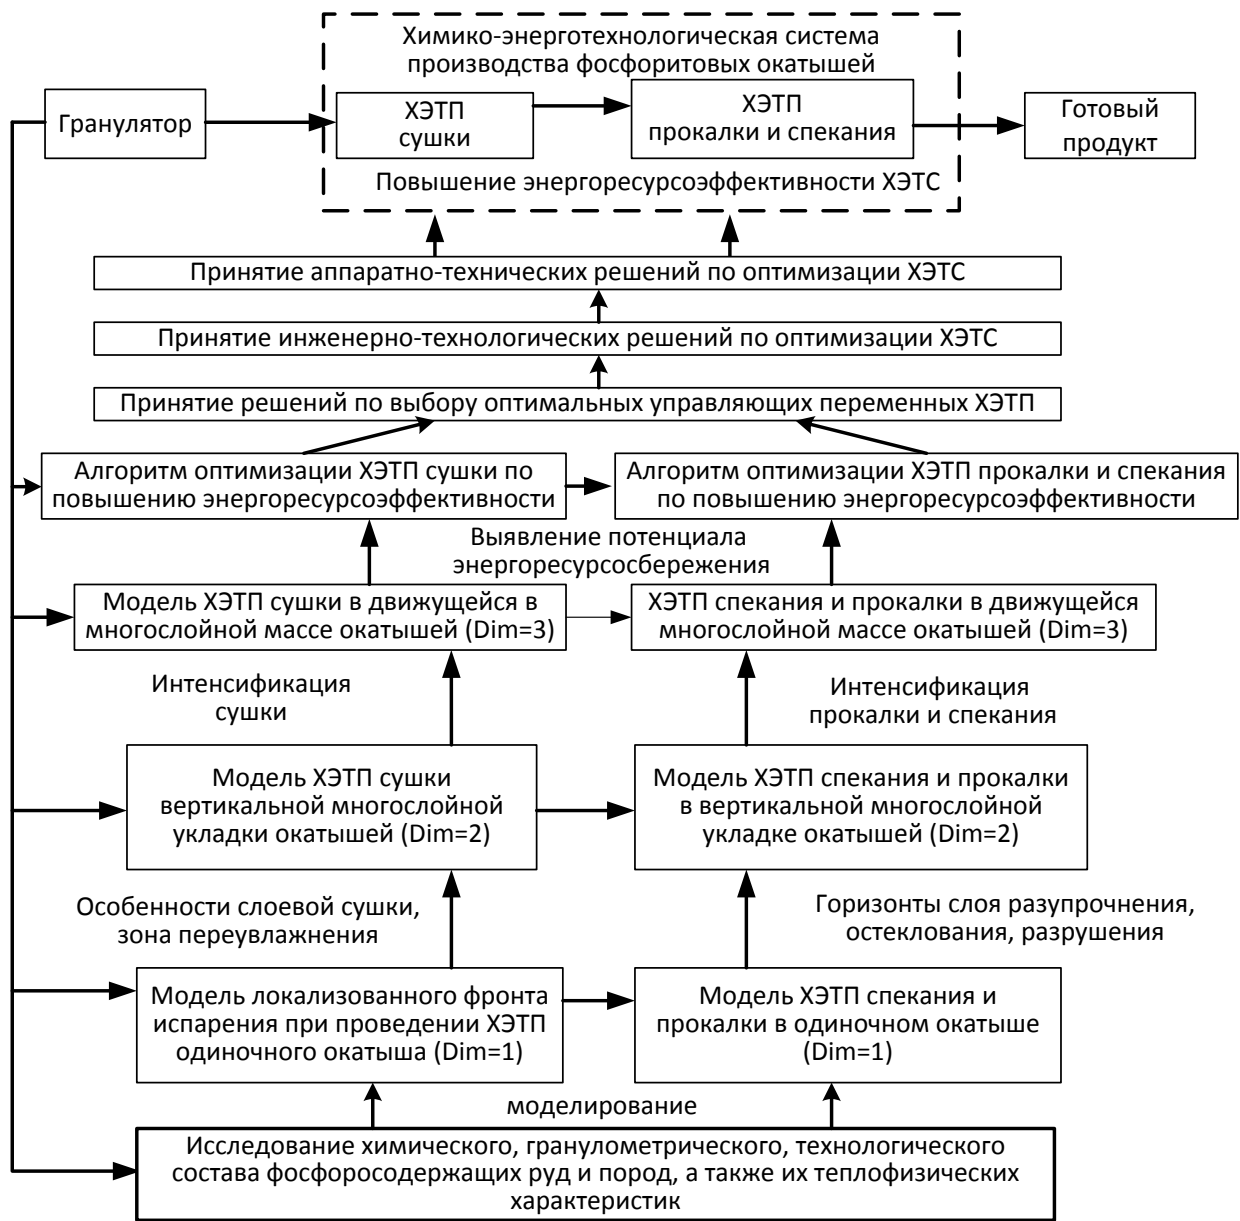 Химико-энерготехнологическая система
производства фосфоритовых окатышей
Гранулятор
ХЭТП
сушки
ХЭТП
прокалки и спекания
Готовый
продукт
Повышение энергоресурсоэффективности ХЭТС
Принятие аппаратно-технических решений по оптимизации ХЭТС
Принятие инженерно-технологических решений по оптимизации ХЭТС
Принятие решений по выбору оптимальных управляющих переменных ХЭТП
Алгоритм оптимизации ХЭТП сушки по
повышению энергоресурсоэффективности
Алгоритм оптимизации ХЭТП прокалки и спекания
по повышению энергоресурсоэффективности
Выявление потенциала
энергоресурсосбережения
Модель ХЭТП сушки в движущейся в
многослойной массе окатышей (Dim=3)
ХЭТП спекания и прокалки в движущейся
многослойной массе окатышей (Dim=3)
Интенсификация
сушки
Интенсификация
прокалки и спекания
Модель ХЭТП сушки
вертикальной многослойной
укладки окатышей (Dim=2)
Модель ХЭТП спекания и прокалки
в вертикальной многослойной
укладке окатышей (Dim=2)
Особенности слоевой сушки,
зона переувлажнения
Горизонты слоя разупрочнения,
остеклования, разрушения
Модель локализованного фронта
испарения при проведении ХЭТП
одиночного окатыша (Dim=1)
Модель ХЭТП спекания и
прокалки в одиночном окатыше
(Dim=1)
моделирование
Исследование химического, гранулометрического, технологического
состава фосфоросодержащих руд и пород, а также их теплофизических
характеристик